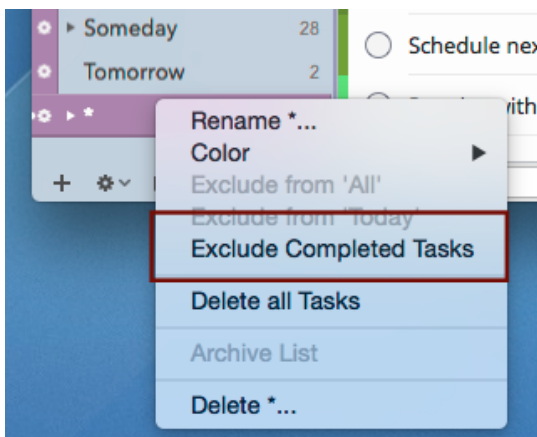 Someday 28
Schedule nex
Tomorrow 2
with
*
Rename *...
Color
Exclude from 'All'
Exclude from 'Today'
Exclude Completed Tasks
Delete all Tasks
Archive List
Delete *...